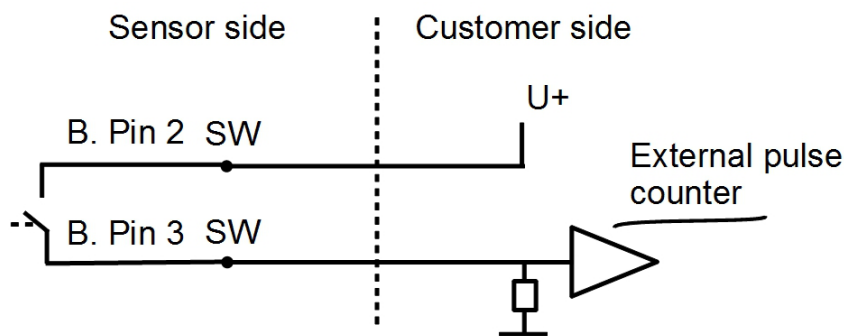 Sensor side
Customer side
U+
B. Pin 2 SW
External pulse
counter
B. Pin 3 SW